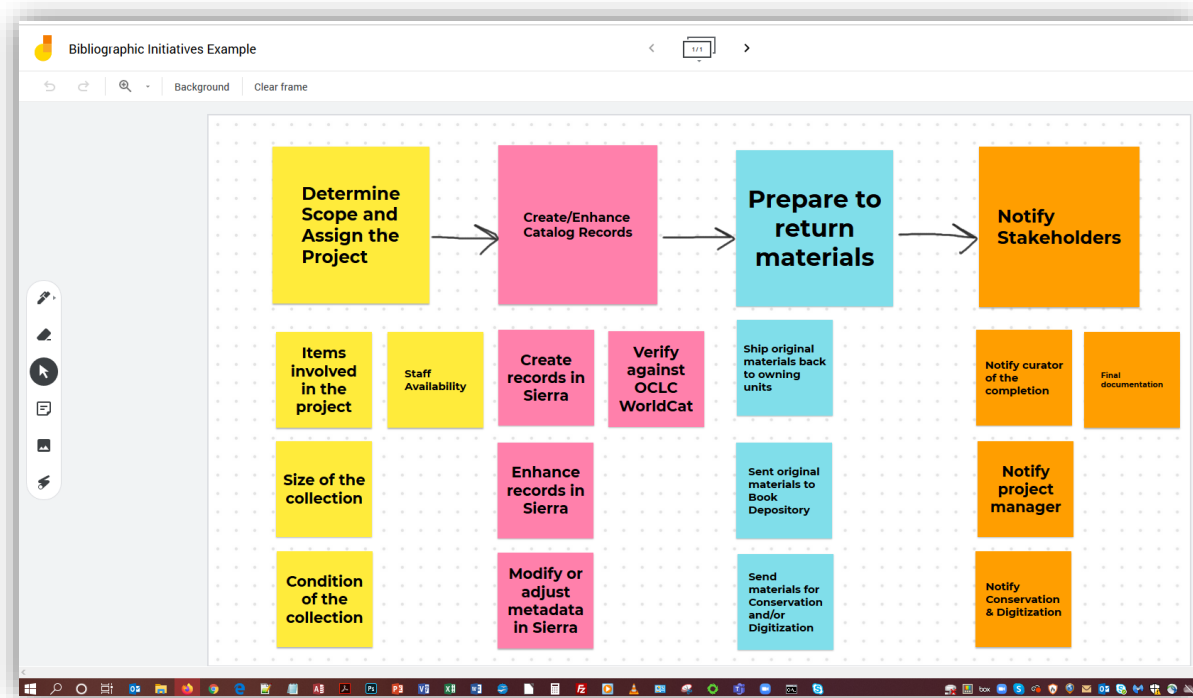 Bibliographic Initiatives Example
1/1
Background
Clear frame
Determine
Scope and
Assign the
Project
Create/Enhance
Catalog Records
Prepare to
return
materials
Notify
Stakeholders
Items
involved
in the
project
Staff
Availability
Create
records in
Sierra
Verify
against
OCLC
WorldCat
Ship original
materials back
to owning
units
Notify curator
of the
completion
Final
documentation
Size of the
collection
Enhance
records in
Sierra
Sent original
materials to
Book
Depository
Notify
project
manager
Condition
of the
collection
Modify or
adjust
metadata
in Sierra
Send
materials for
Conservation
and/or
Digitization
Notify
Conservation
& Digitization